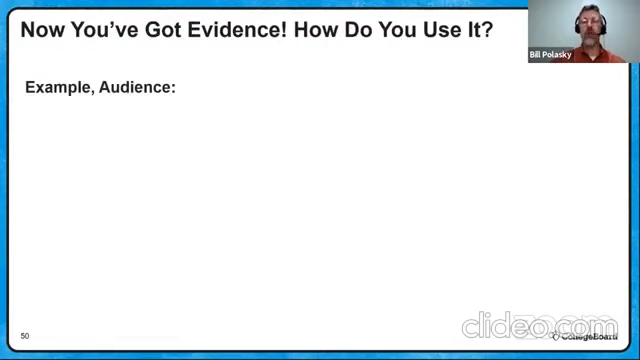 Now You've Got Evidence! How Do You Use It?
Bill Polasky
Example, Audience:
50
clideo.com
CollegeBoard